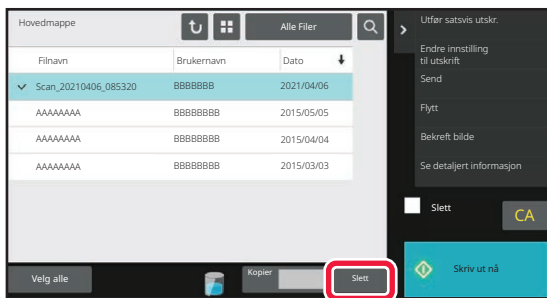 Hovedmappe
Alle Filer
Filnavn Brukernavn Dato
Scan_20210406_085320 BBBBBBB 2021/04/06
AAAAAAAA BBBBBBBB 2015/05/05
AAAAAAAA BBBBBBBB 2015/04/04
AAAAAAAA BBBBBBBB 2015/03/03
Velg alle
Kopier
Slett
Utfør satsvis utskr.
Endre innstilling
til utskrift
Send
Flytt
Bekreft bilde
Se detaljert informasjon
Slett
CA
Skriv ut nå